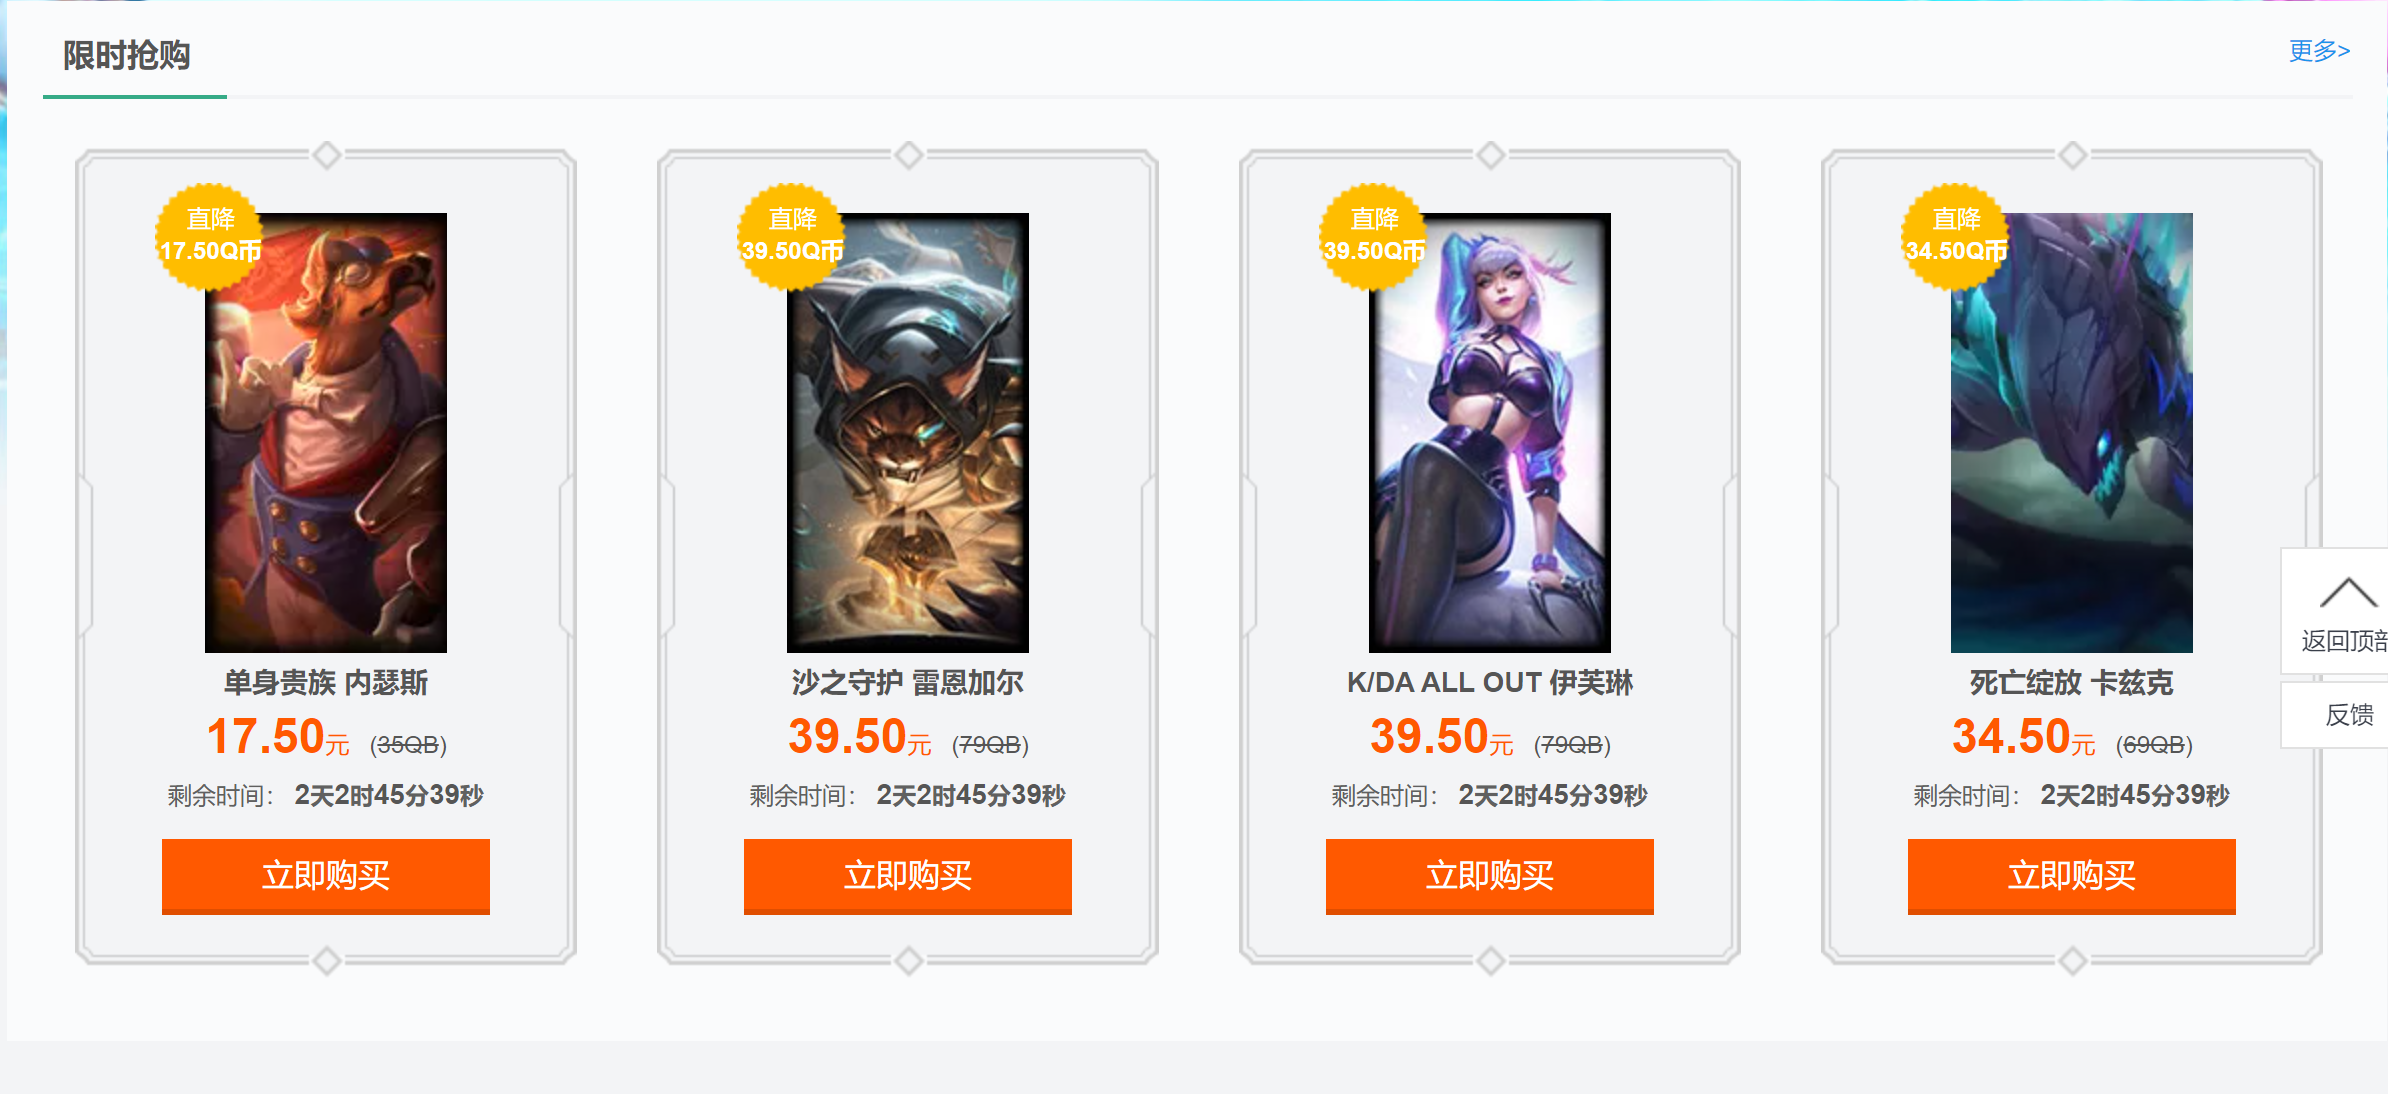 限时抢购
更多>
直降
17.50Q币
单身贵族 内瑟斯
17.50元 (35QB)
剩余时间： 2天2时45分39秒
立即购买
直降
39.50Q币
沙之守护 雷恩加尔
39.50元 (79QB)
剩余时间： 2天2时45分39秒
立即购买
直降
39.50Q币
K/DA ALL OUT 伊芙琳
39.50元 (79QB)
剩余时间： 2天2时45分39秒
立即购买
直降
34.50Q币
死亡绽放 卡兹克
34.50元 (69QB)
剩余时间： 2天2时45分39秒
立即购买
返回顶部
反馈